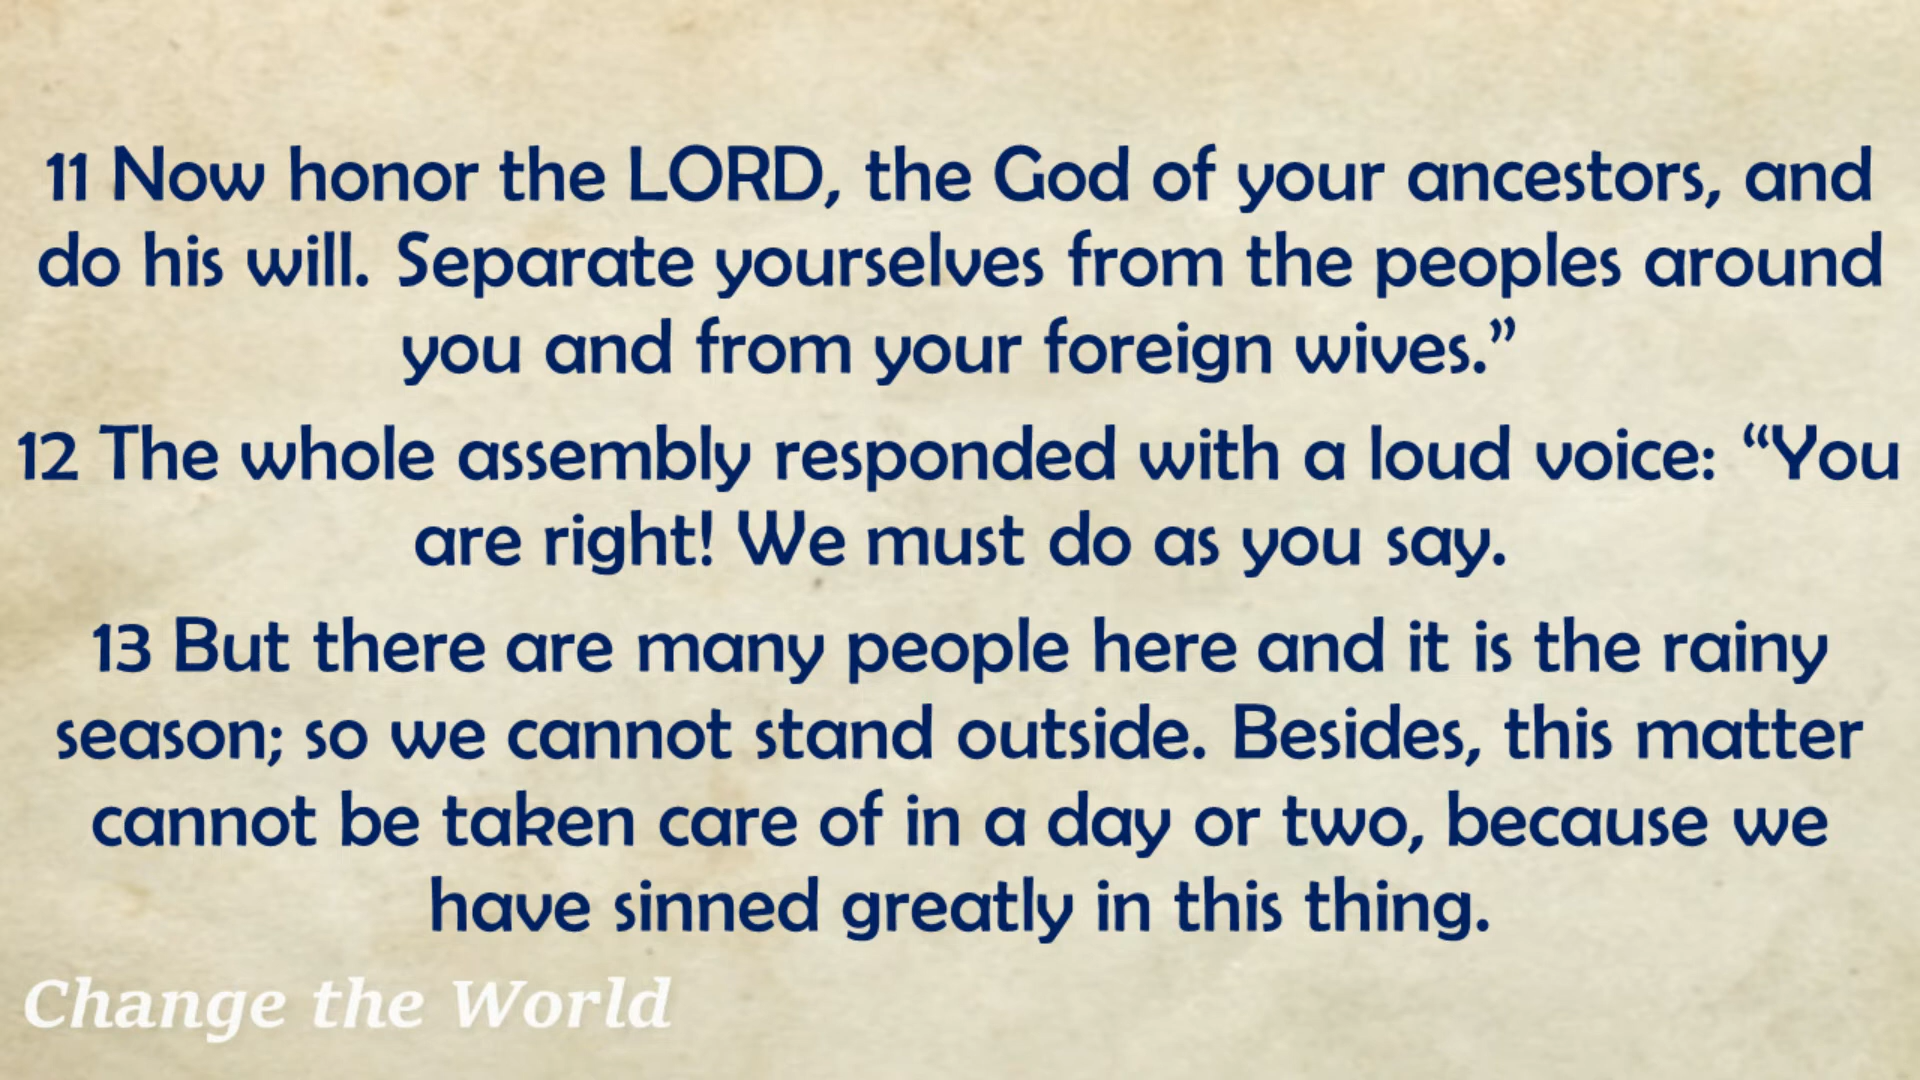 11 Now honor the LORD, the God of your ancestors, and
do his will. Separate yourselves from the peoples around
you and from your foreign wives.”
12 The whole assembly responded with a loud voice: “You
are right! We must do as you say.
13 But there are many people here and it is the rainy
season; so we cannot stand outside. Besides, this matter
cannot be taken care of in a day or two, because we
have sinned greatly in this thing.
Change the World